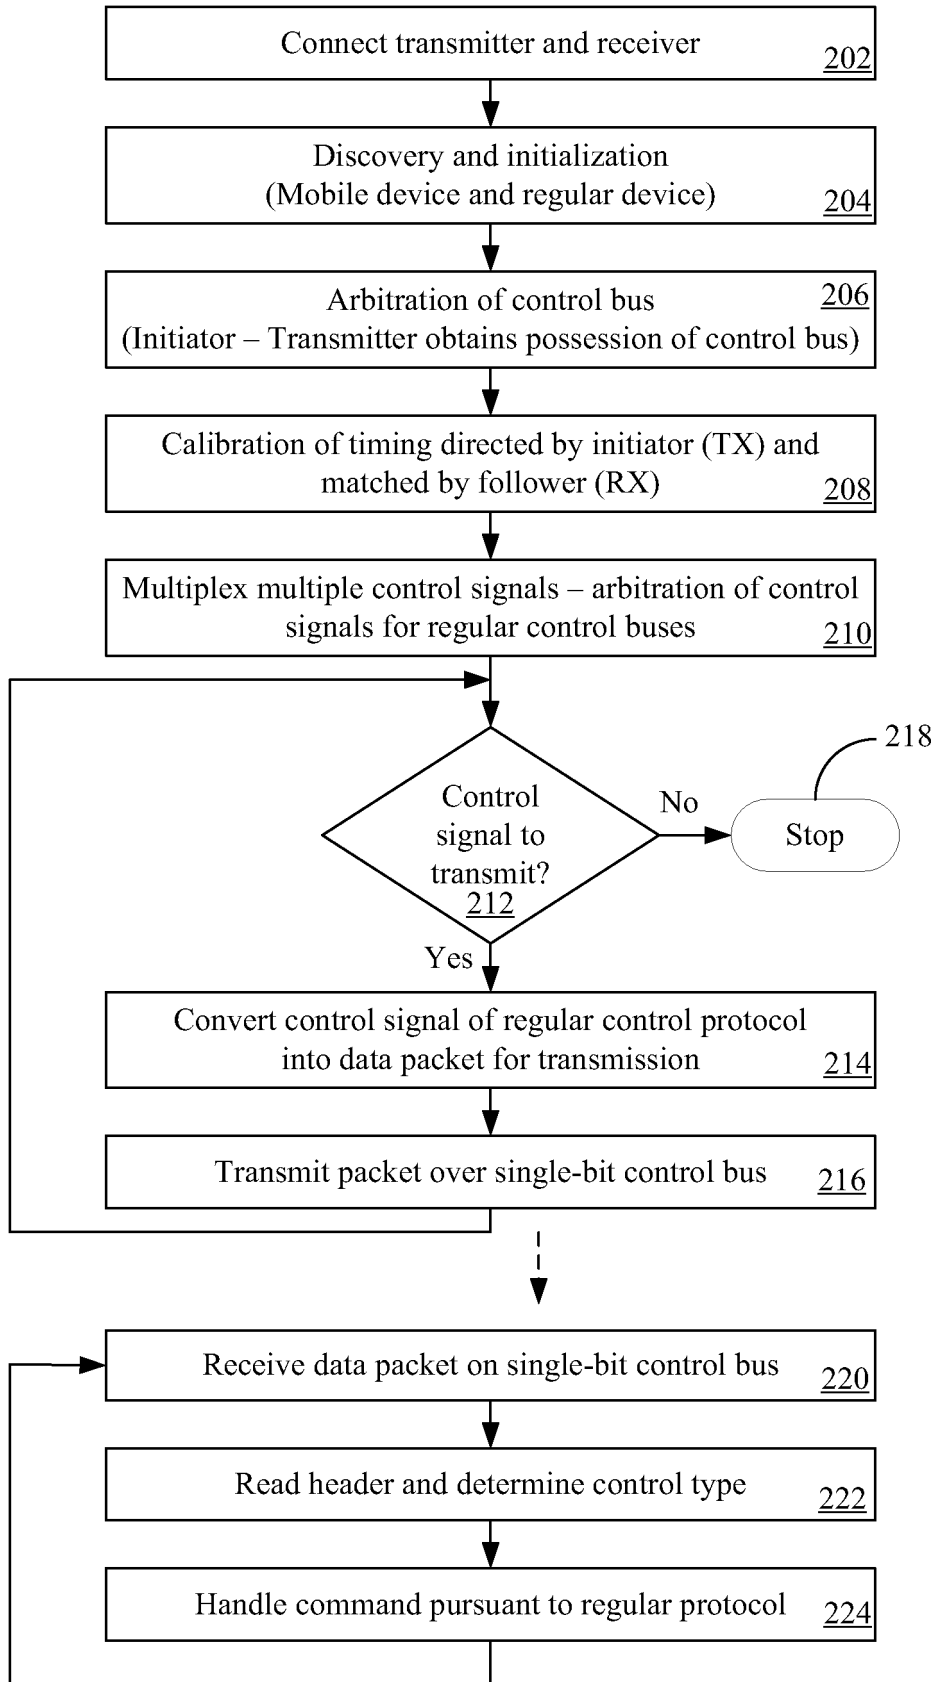 Connect transmitter and receiver
202
Discovery and initialization
(Mobile device and regular device)
204
Arbitration of control bus
206
(Initiator – Transmitter obtains possession of control bus)
Calibration of timing directed by initiator (TX) and
matched by follower (RX)
208
Multiplex multiple control signals – arbitration of control
signals for regular control buses
210
218
Control
signal to
transmit?
212
No
Stop
Yes
Convert control signal of regular control protocol
into data packet for transmission
214
Transmit packet over single-bit control bus
216
Receive data packet on single-bit control bus
220
Read header and determine control type
222
Handle command pursuant to regular protocol
224